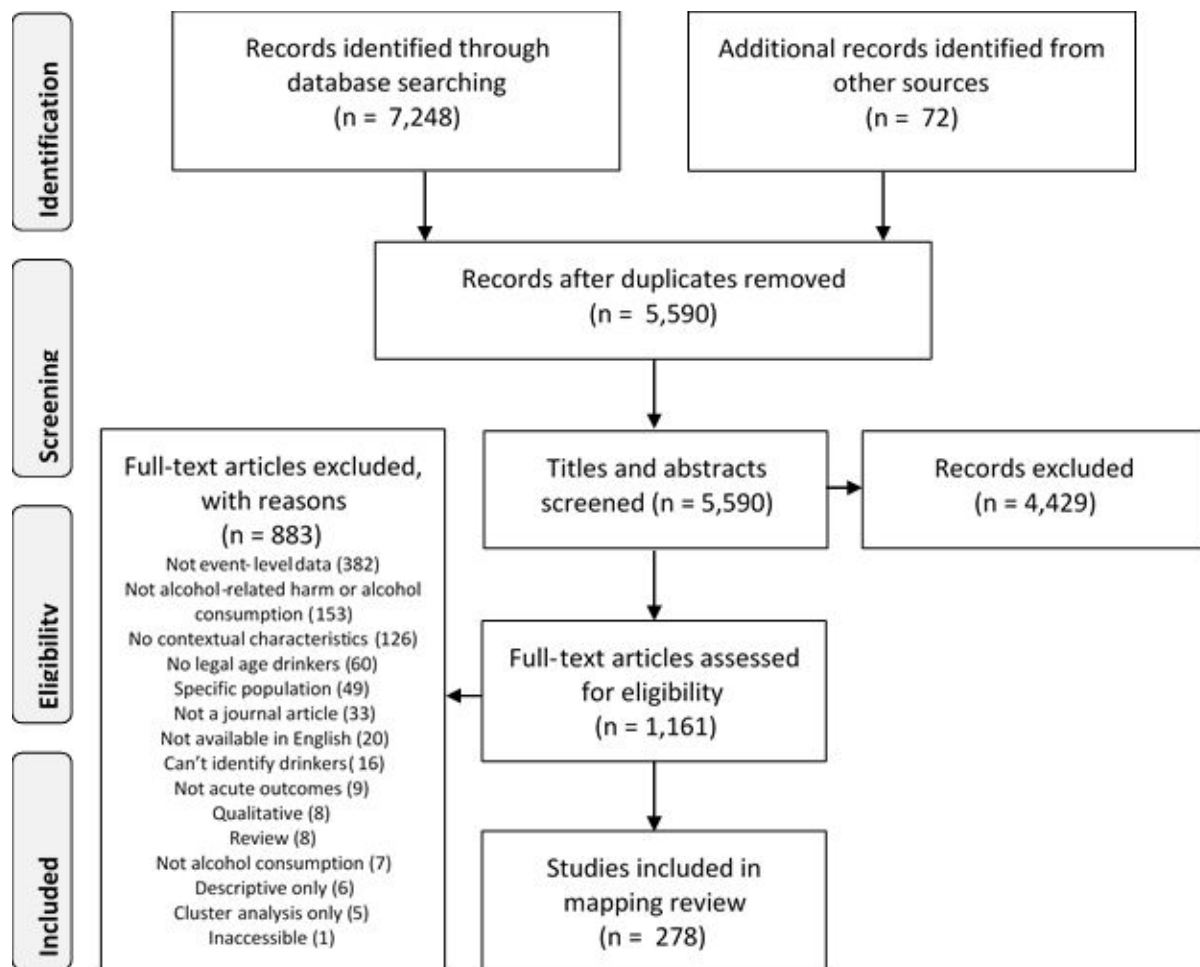 Identification
Records identified through
database searching
(n = 7,248)
Additional records identified from
other sources
(n = 72)
Screening
Records after duplicates removed
(n = 5,590)
Titles and abstracts
screened (n = 5,590)
Records excluded
(n = 4,429)
Eligibility
Full-text articles excluded,
with reasons
(n = 883)
Not event-level data (382)
Not alcohol-related harm or alcohol
consumption (153)
No contextual characteristics (126)
No legal age drinkers (60)
Specific population (49)
Not a journal article (33)
Not available in English (20)
Can't identify drinkers( 16)
Not acute outcomes (9)
Qualitative (8)
Review (8)
Not alcohol consumption (7)
Descriptive only (6)
Cluster analysis only (5)
Inaccessible (1)
Full-text articles assessed
for eligibility
(n = 1,161)
Included
Studies included in
mapping review
(n = 278)